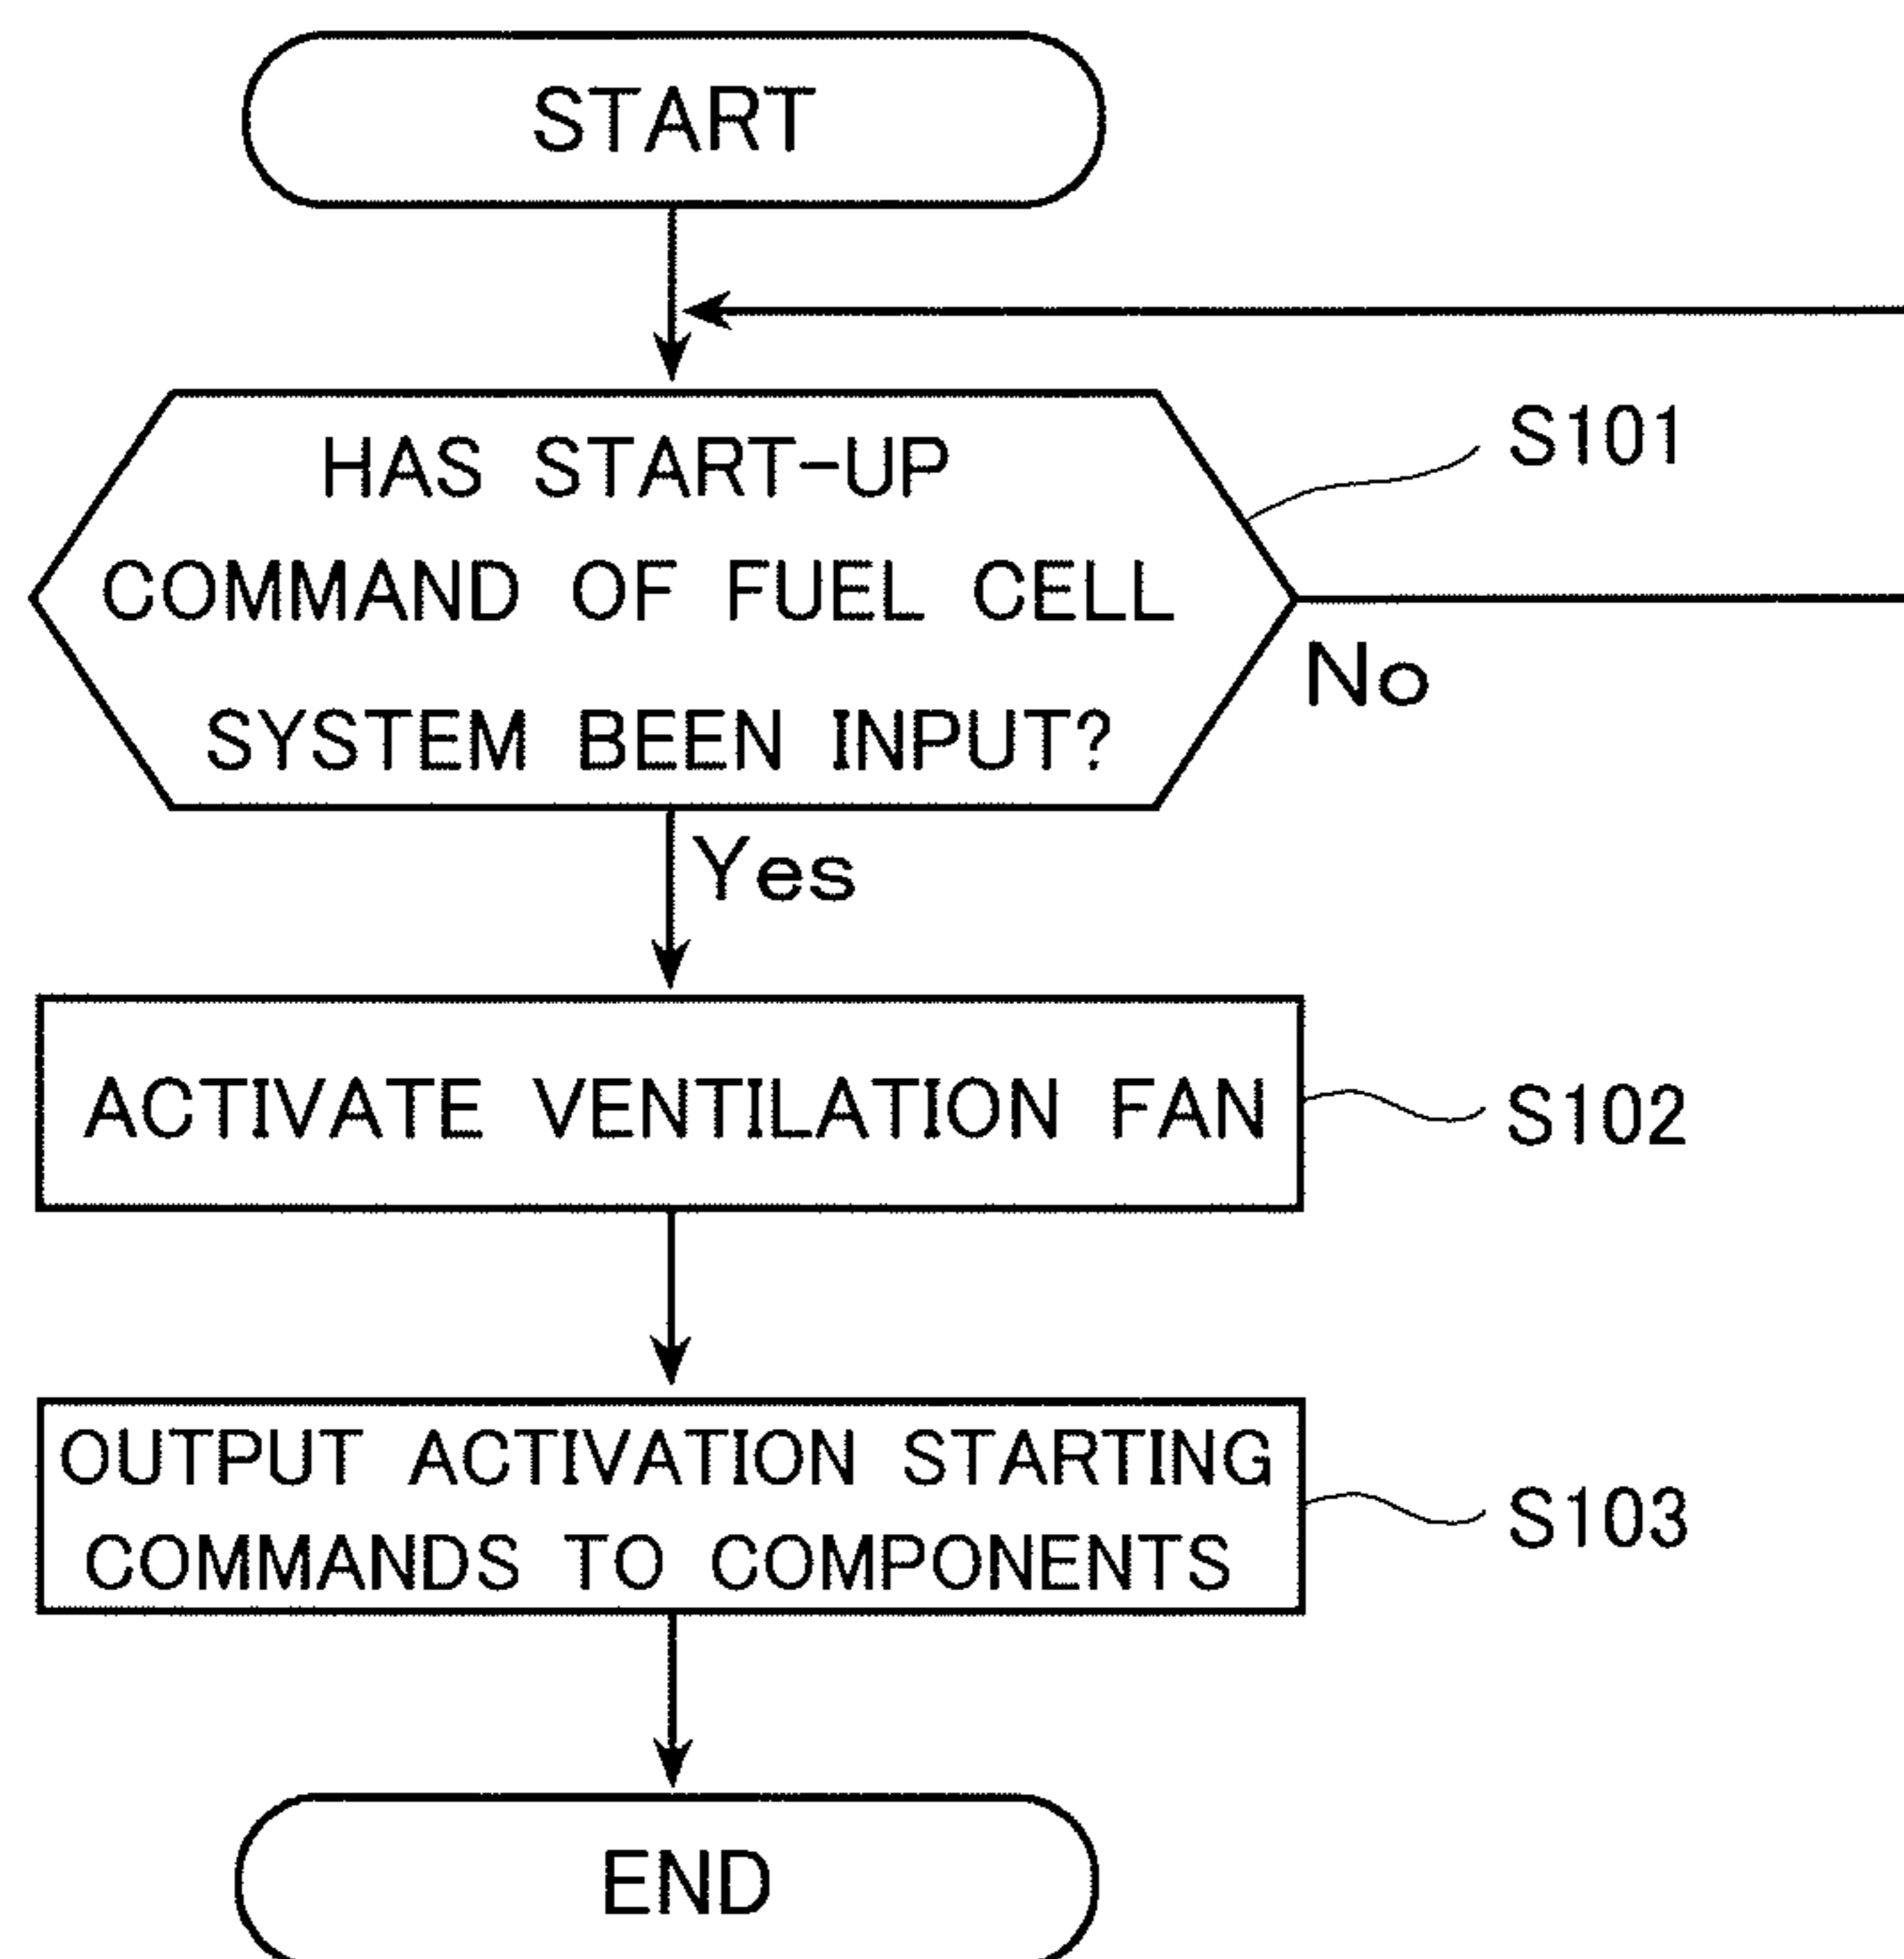 START
HAS START-UP
S101
COMMAND OF FUEL CELL
No
SYSTEM BEEN INPUT?
Yes
ACTIVATE VENTILATION FAN
S102
OUTPUT ACTIVATION STARTING
COMMANDS TO COMPONENTS
S103
END